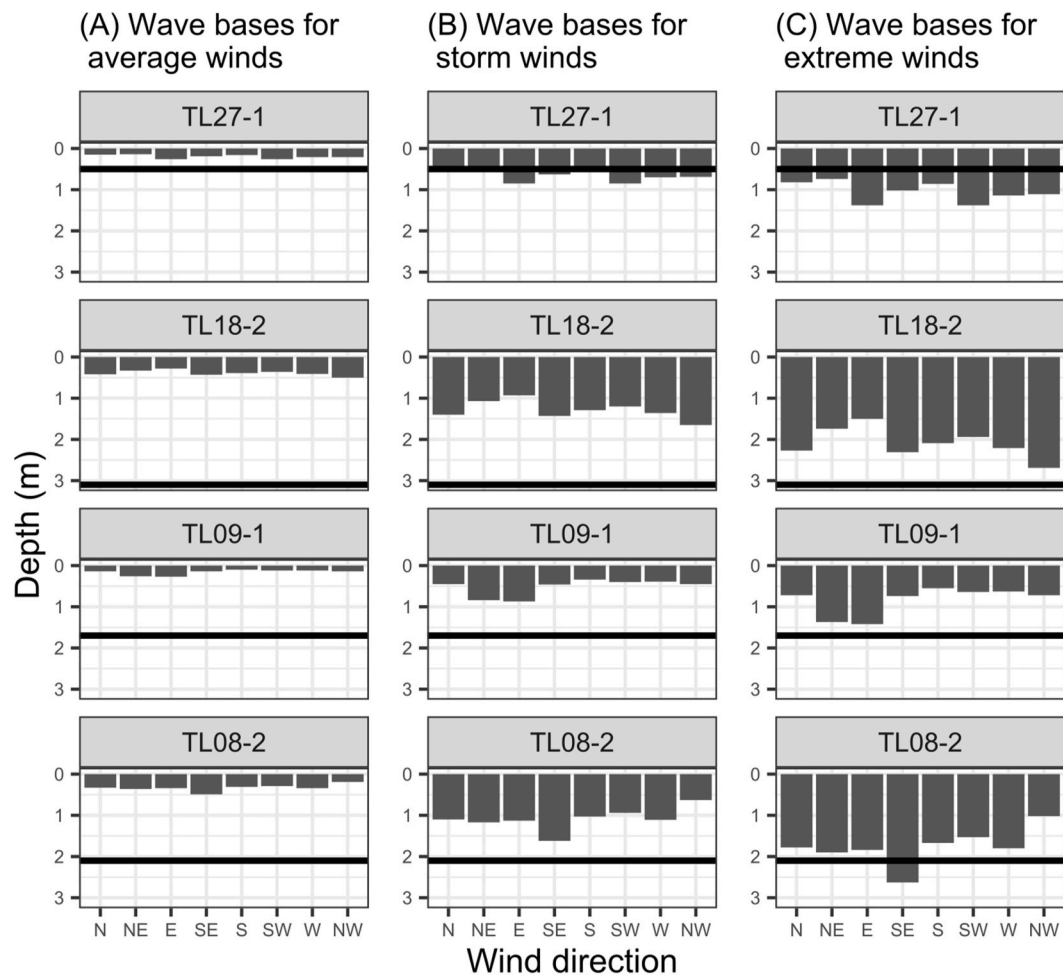 (A) Wave bases for
average winds
(B) Wave bases for
storm winds
(C) Wave bases for
extreme winds
TL27-1
TL27-1
TL27-1
0
1
2
3
0
1
2
3
0
1
2
3
TL18-2
TL18-2
TL18-2
0
1
2
3
0
1
2
3
0
1
2
3
Depth (m)
TL09-1
TL09-1
TL09-1
0
1
2
3
0
1
2
3
0
1
2
3
TL08-2
TL08-2
TL08-2
0
1
2
3
0
1
2
3
0
1
2
3
N NE E SE S SW W NW
N NE E SE S SW W NW
N NE E SE S SW W NW
Wind direction